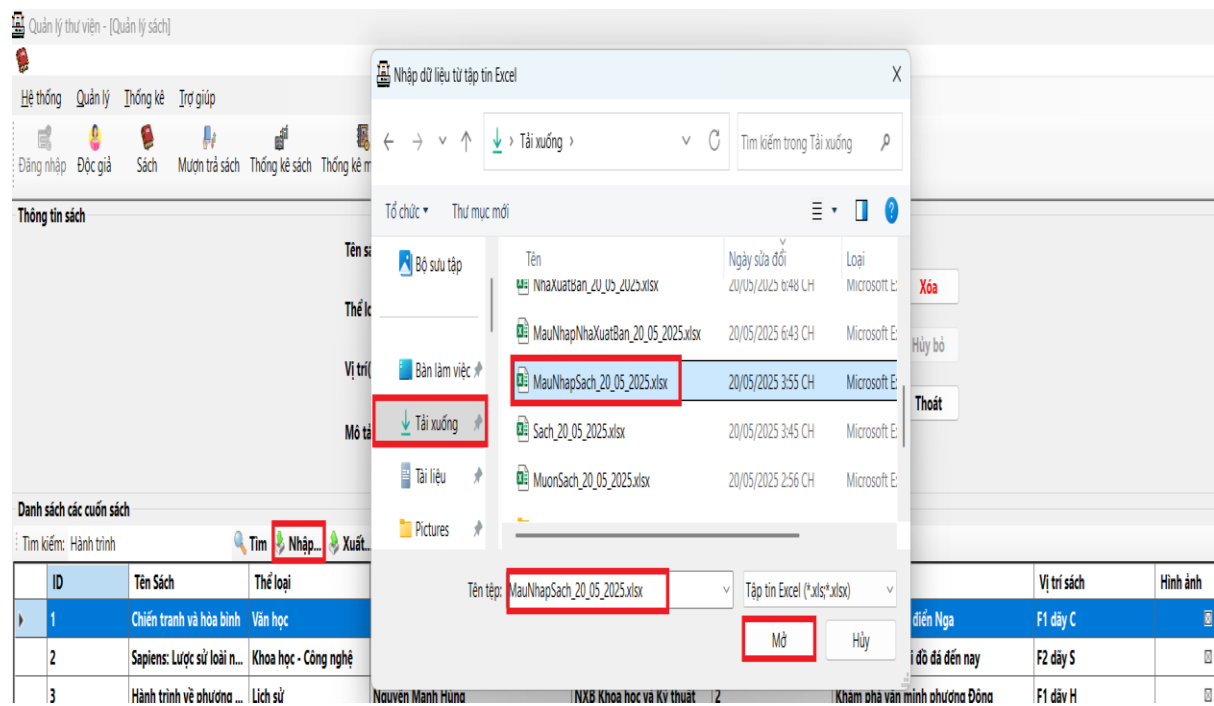 Quản lý thư viện - [Quản lý sách]
Hệ thống Quản lý Thống kê Trợ giúp
Đăng nhập Độc giả Sách Mượn trả sách Thống kê sách Thống kê m
Nhập dữ liệu từ tập tin Excel X
Tải xuống
Tìm kiếm trong Tải xuống
Tổ chức Thư mục mới
Thông tin sách
Tên sá
Thể lo
Vị trí(
Mô tả
Bộ sưu tập
Bàn làm việc
Tải xuống
Tài liệu
Pictures
Tên Ngày sửa đổi Loại
NhaXuatBan_20_05_2025.xlsx 20/05/2025 6:48 CH Microsoft E
MauNhapNhaXuatBan_20_05_2025.xlsx 20/05/2025 6:43 CH Microsoft E
MauNhapSach_20_05_2025.xlsx 20/05/2025 3:55 CH Microsoft E
Sach_20_05_2025.xlsx 20/05/2025 3:45 CH Microsoft E
MuonSach_20_05_2025.xlsx 20/05/2025 2:56 CH Microsoft E
Tên tệp: MauNhapSach_20_05_2025.xlsx Tập tin Excel (*.xls;*.xlsx)
Mở Hủy
Xóa
Hủy bỏ
Thoát
Danh sách các cuốn sách
Tìm kiếm: Hành trình Tìm Nhập... Xuất...
ID Tên Sách Thể loại Vị trí sách Hình ảnh
1 Chiến tranh và hòa bình Văn học điển Nga F1 dãy C
2 Sapiens: Lược sử loài n... Khoa học - Công nghệ i đồ đá đến nay F2 dãy S
3 Hành trình về phương ... Lịch sử Nguyễn Mạnh Hùng NXB Khoa học và Kỹ thuật 2 Khám phá văn minh phương Đông F1 dãy H